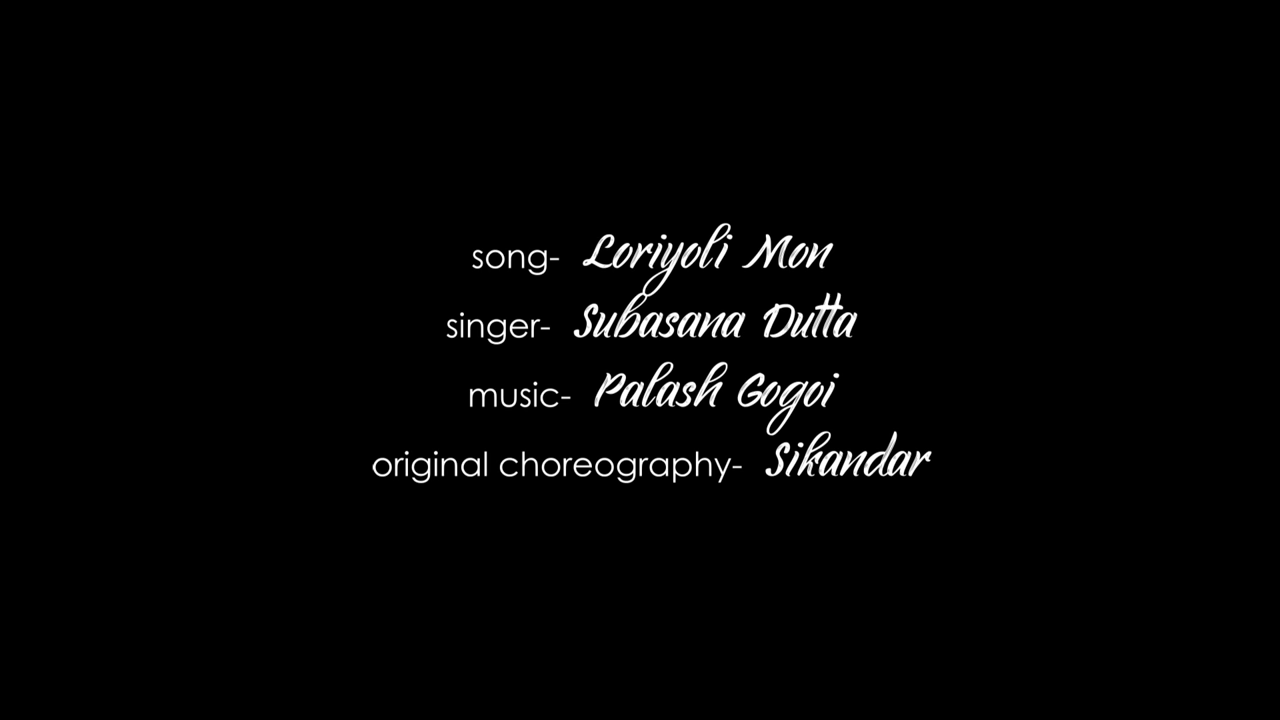 song- Loriyoli Mon
singer- Subasana Dutta
music- Palash Gogoi
original choreography- Sikandar